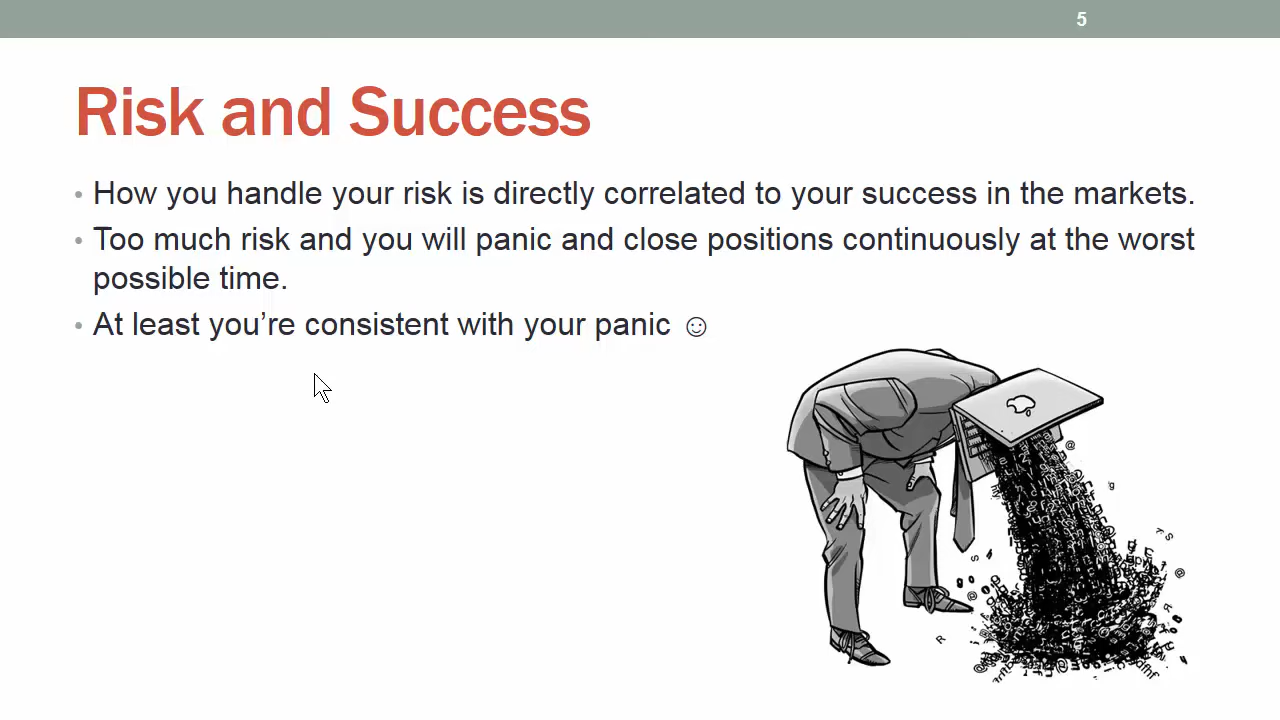 5
Risk and Success
• How you handle your risk is directly correlated to your success in the markets.
• Too much risk and you will panic and close positions continuously at the worst
possible time.
• At least you’re consistent with your panic ☺